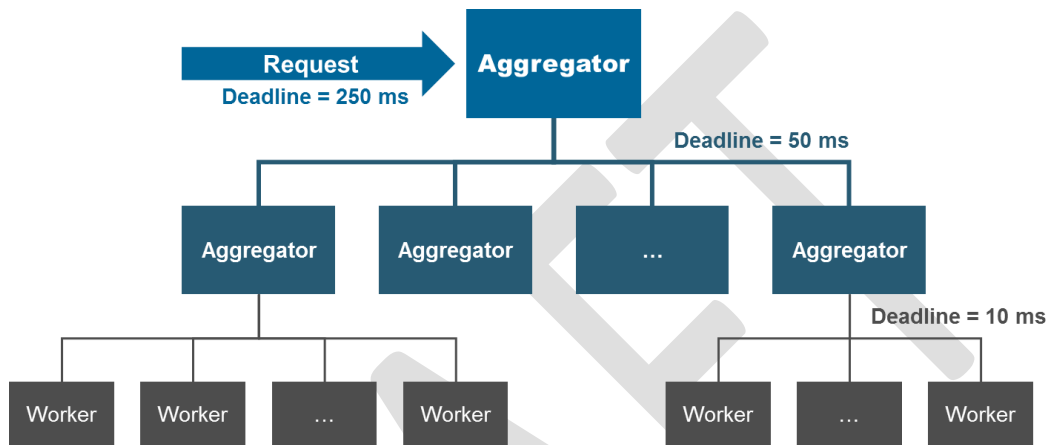 Request
Deadline = 250 ms
Aggregator
Deadline = 50 ms
Aggregator
Aggregator
...
Aggregator
Deadline = 10 ms
Worker
Worker
...
Worker
Worker
...
Worker